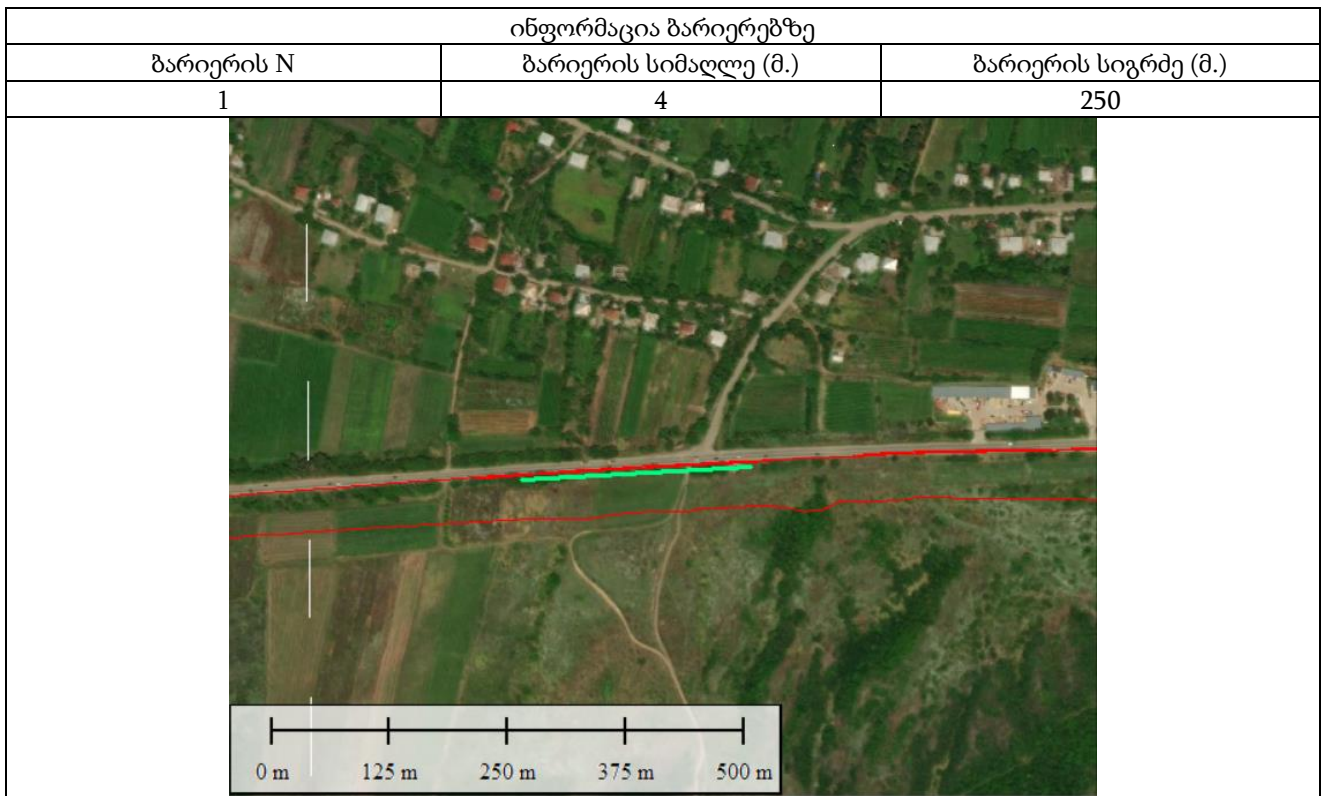 ინფორმაცია ბარიერებზე
ბარიერის N ბარიერის სიმაღლე (მ.) ბარიერის სიგრძე (მ.)
1 4 250
0 m 125 m 250 m 375 m 500 m